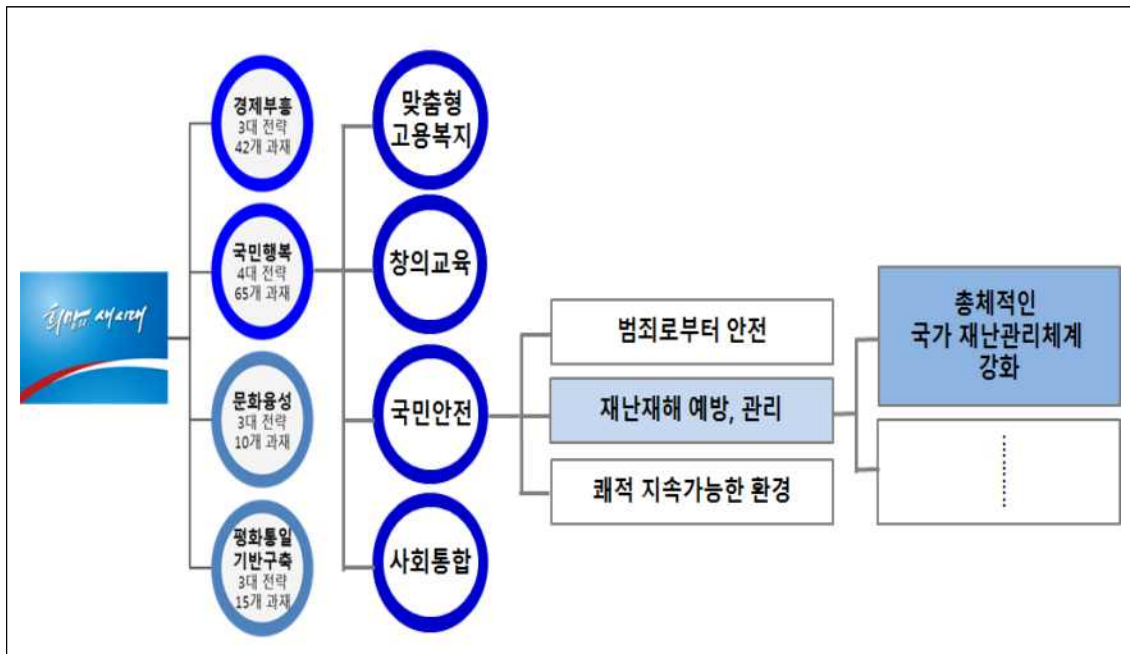 희망의 새시대
경제부흥
3대 전략
42개 과재
국민행복
4대 전략
65개 과재
문화융성
3대 전략
10개 과재
평화통일
기반구축
3대 전략
15개 과재
맞춤형
고용복지
창의교육
국민안전
사회통합
범죄로부터 안전
재난재해 예방, 관리
쾌적 지속가능한 환경
총체적인
국가 재난관리체계
강화